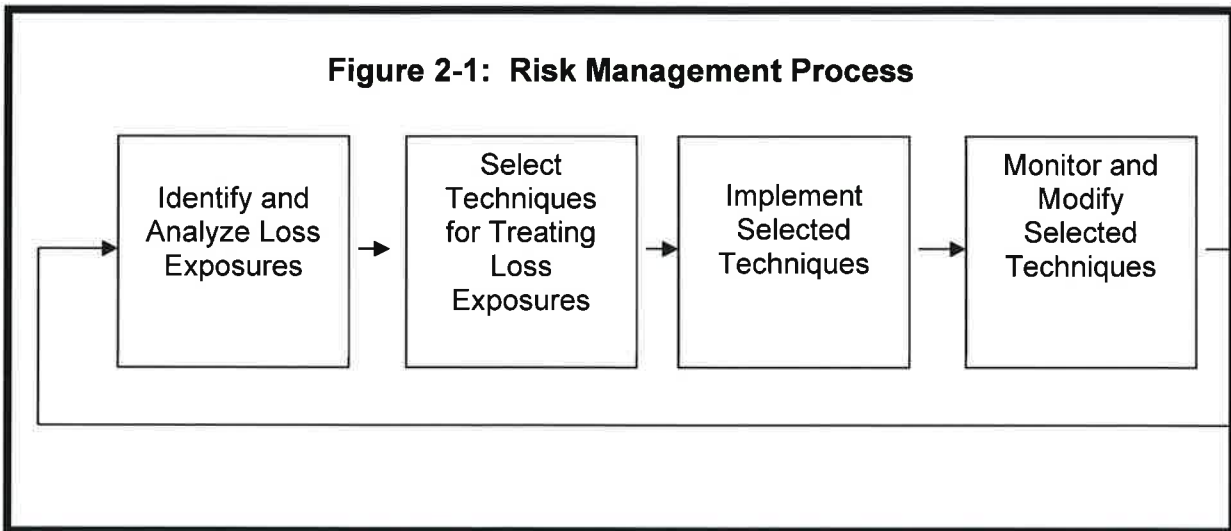 Figure 2-1: Risk Management Process
Identify and
Analyze Loss
Exposures
Select
Techniques
for Treating
Loss
Exposures
Implement
Selected
Techniques
Monitor and
Modify
Selected
Techniques